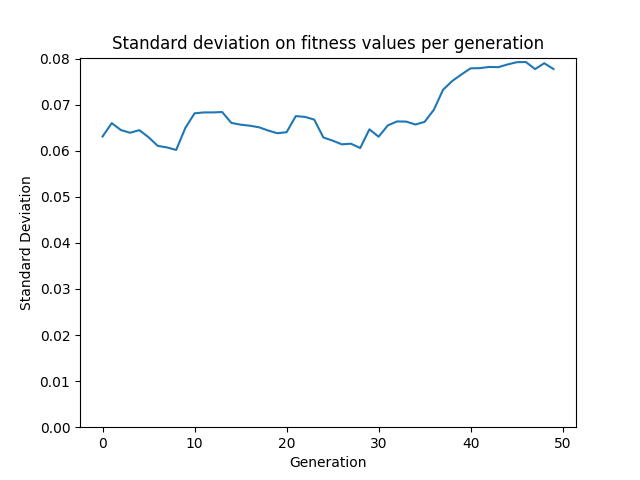 Standard deviation on fitness values per generation
0.08
0.07
0.06
0.05
0.04
0.03
0.02
0.01
0.00
Standard Deviation
0 10 20 30 40 50
Generation